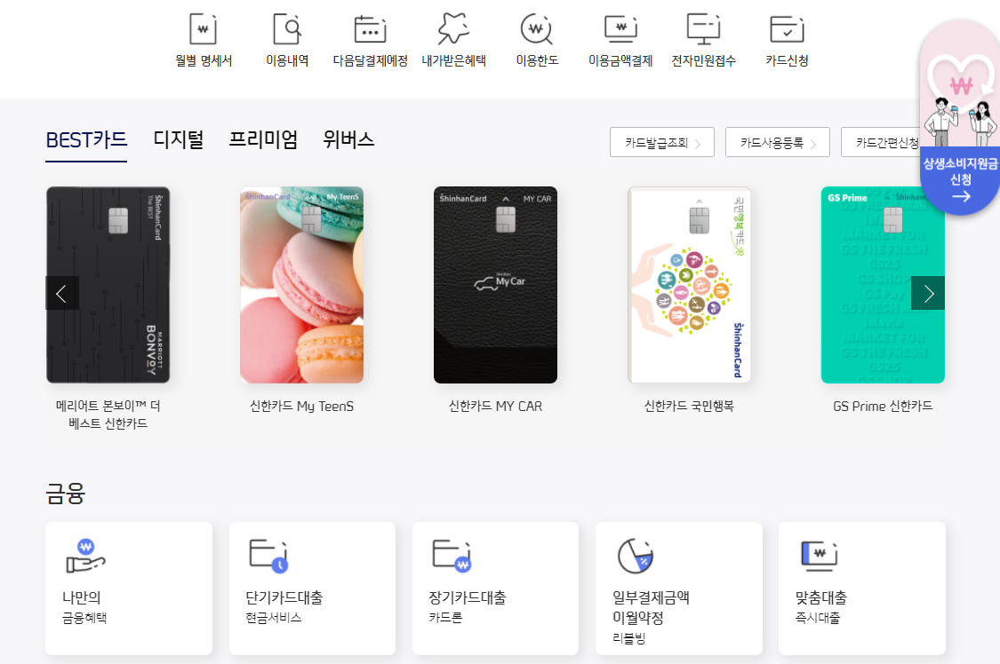 월별 명세서
이용내역
다음달결제예정
내가받은혜택
이용한도
이용금액결제
전자민원접수
카드신청
상생소비지원금
신청
BEST카드
디지털
프리미엄
위버스
카드발급조회
카드사용등록
카드간편신청
ShinhanCard
The BEST
MARRIOTT
BONVOY
메리어트 본보이™ 더
베스트 신한카드
ShinhanCard
My TeenS
신한카드 My TeenS
ShinhanCard
MY CAR
My Car
신한카드 MY CAR
국민행복카드
ShinhanCard
신한카드 국민행복
GS Prime
MARKET FOR
GS THE FRESH
GS25
GS SHOP
GS Pay
MARKET FOR
GS THE FRESH
GS25
GS Prime 신한카드
금융
나만의
금융혜택
단기카드대출
현금서비스
장기카드대출
카드론
일부결제금액
이월약정
리볼빙
맞춤대출
즉시대출